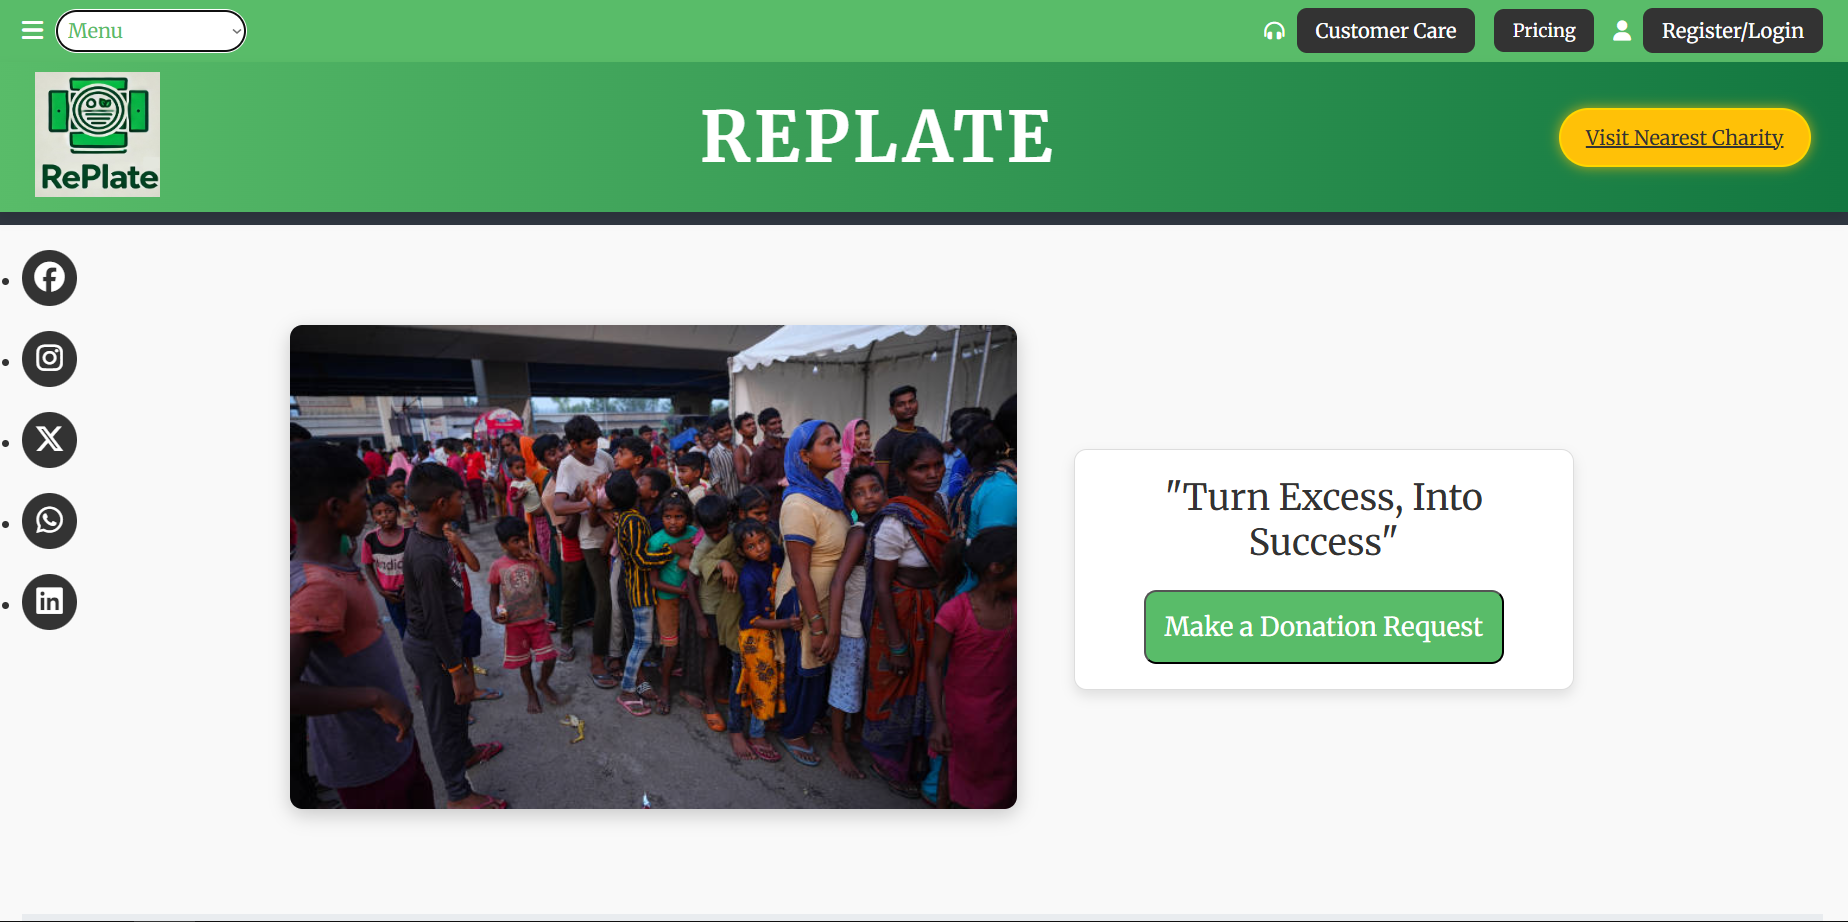 Menu
Customer Care
Pricing
Register/Login
RePlate
REPLATE
Visit Nearest Charity
"Turn Excess, Into
Success"
Make a Donation Request